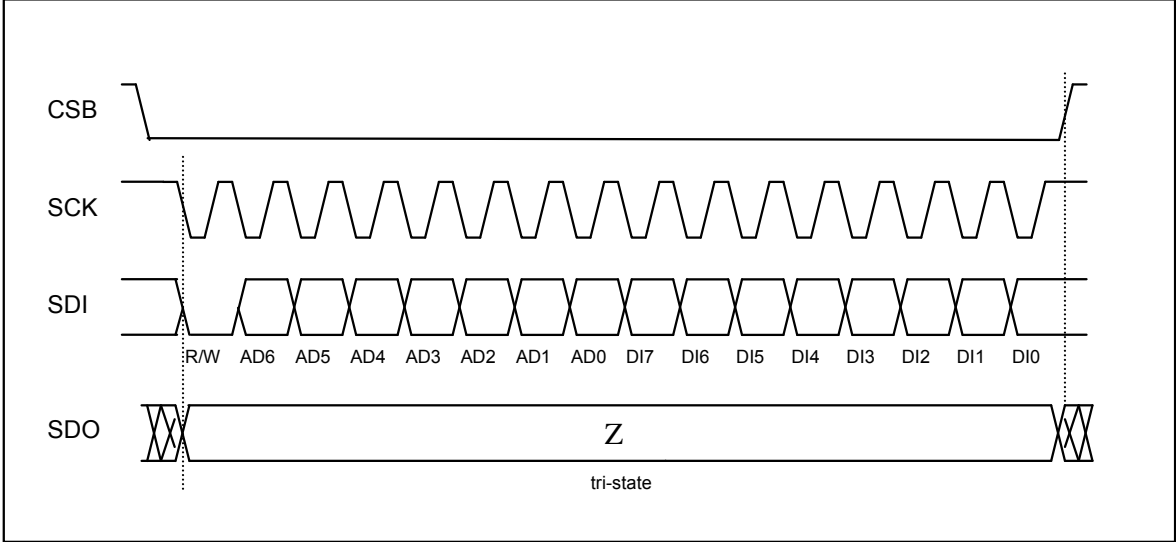 CSB
SCK
SDI
R/W AD6 AD5 AD4 AD3 AD2 AD1 AD0 DI7 DI6 DI5 DI4 DI3 DI2 DI1 DI0
SDO
Z
tri-state